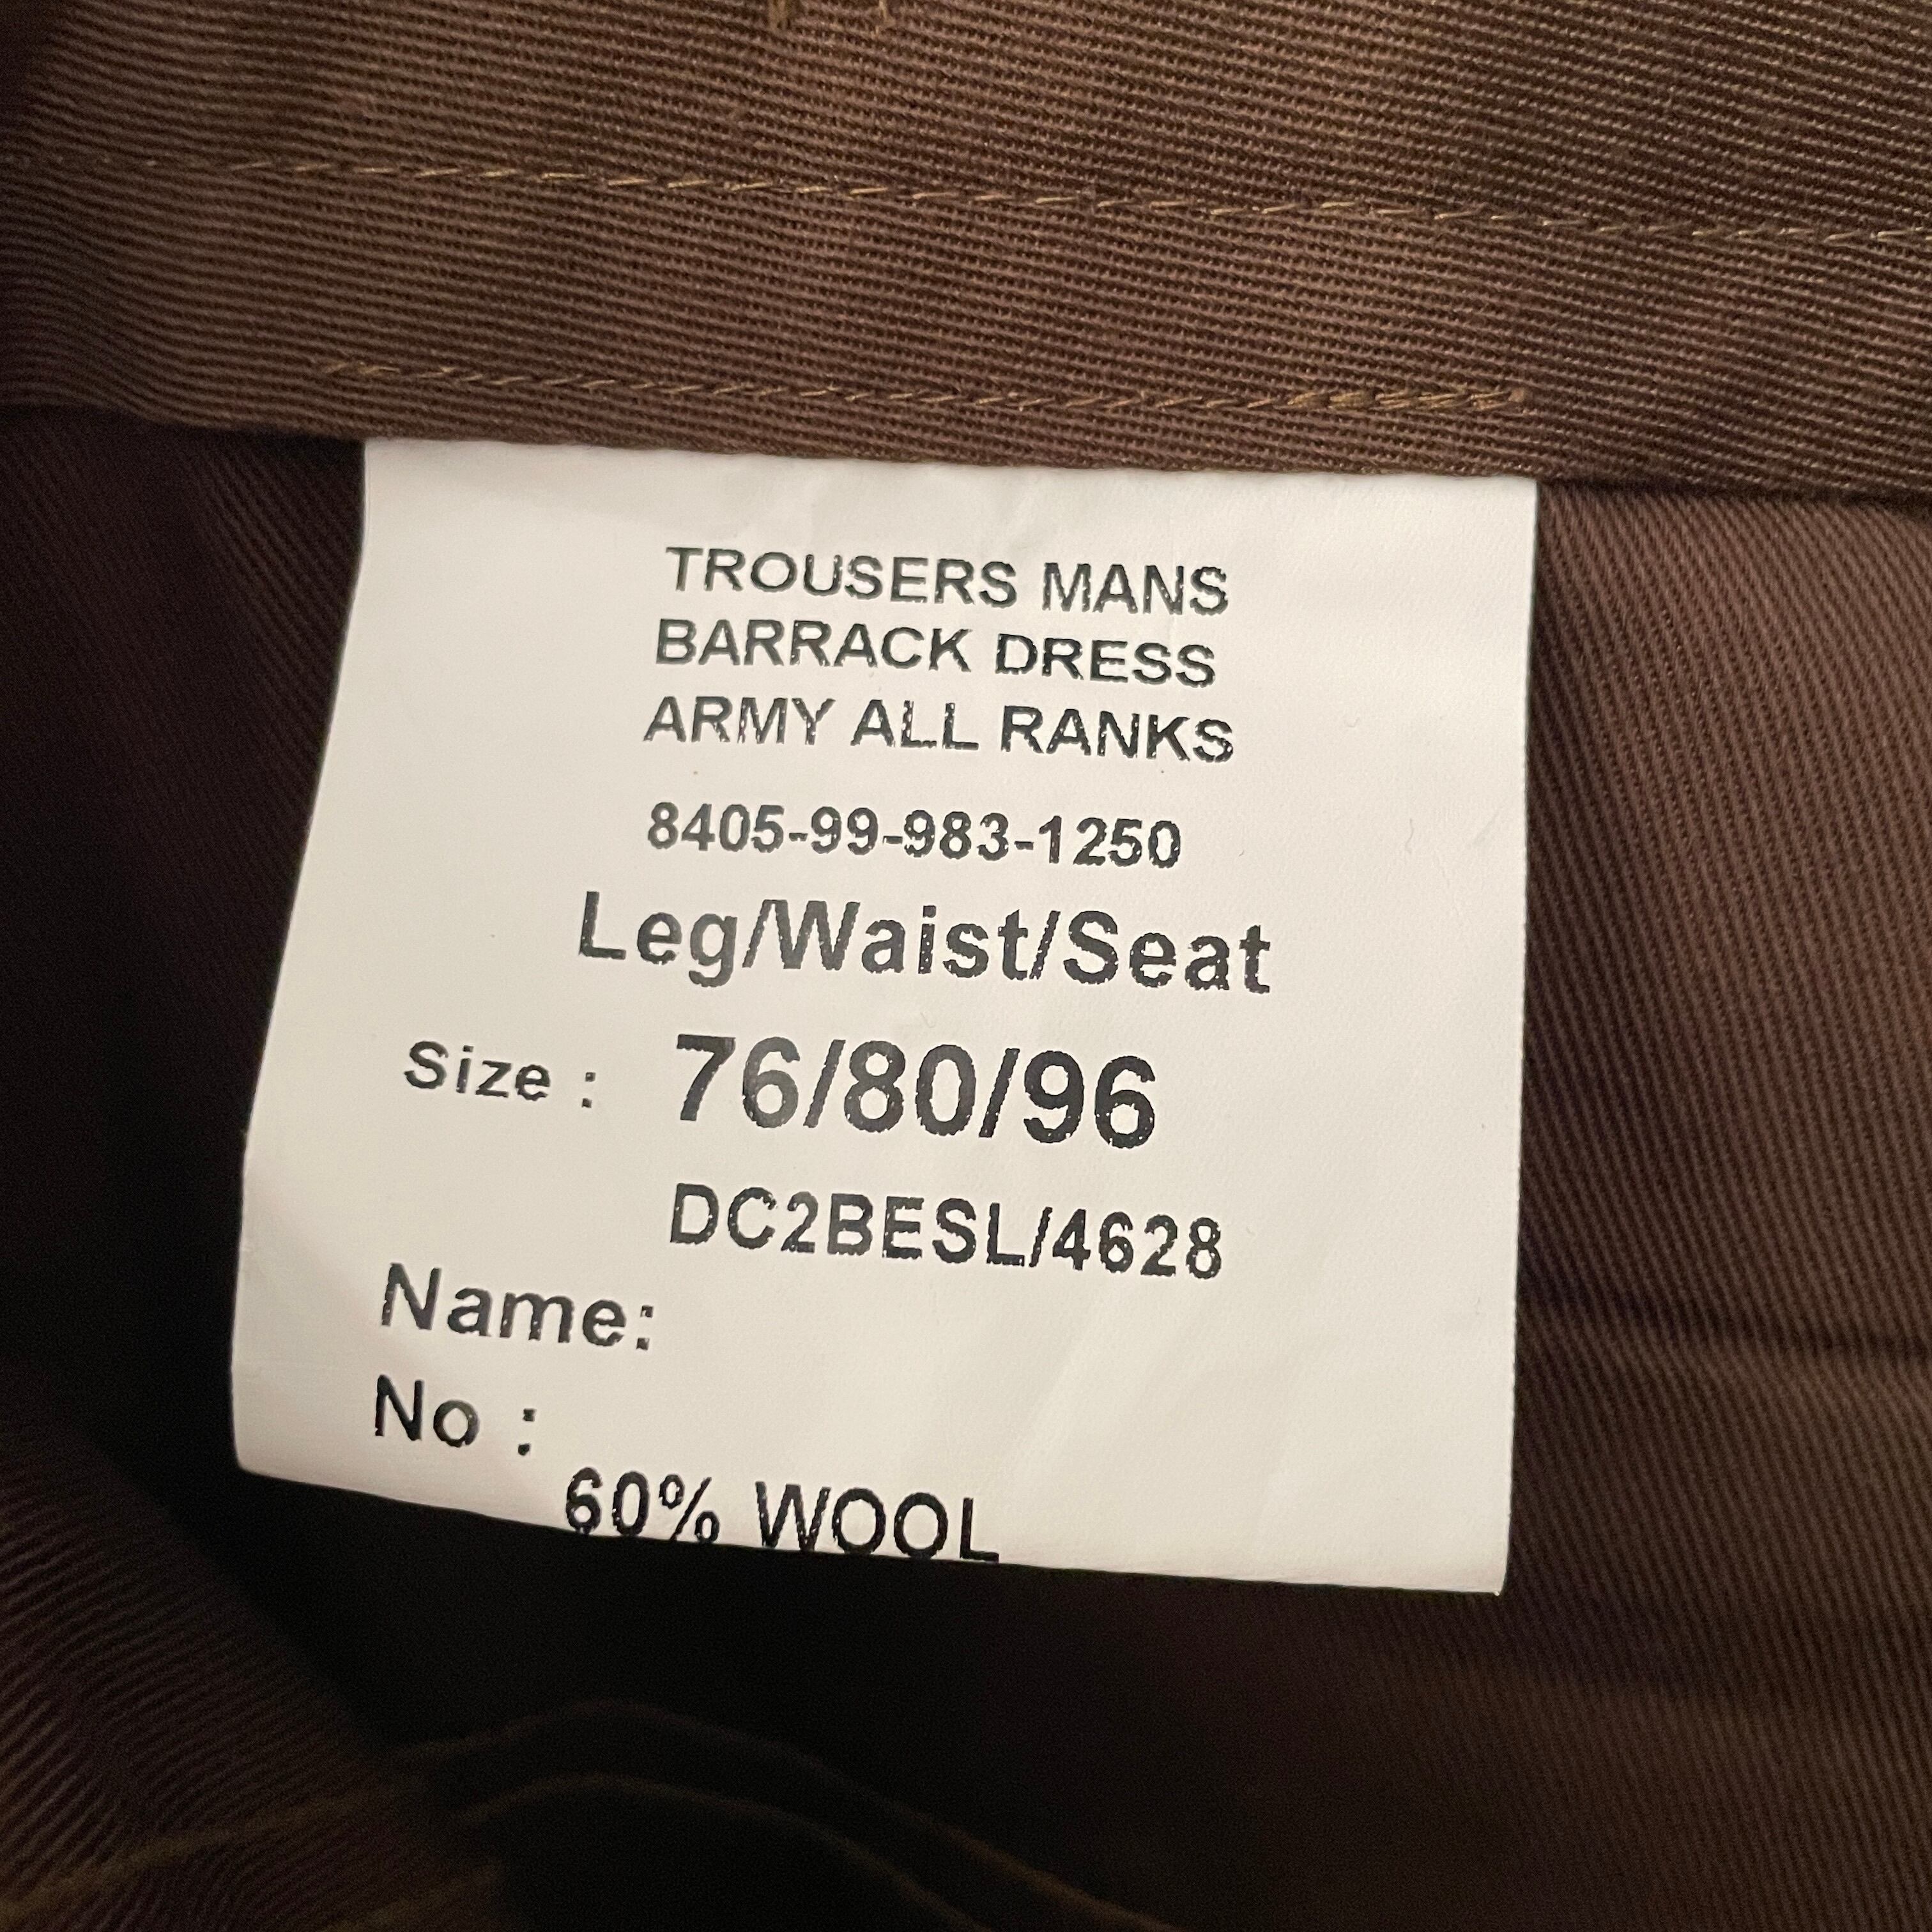 TROUSERS MANS
BARRACK DRESS
ARMY ALL RANKS
8405-99-983-1250
Leg/Waist/Seat
Size : 76/80/96
DC2BESL/4628
Name:
No :
60% WOOL